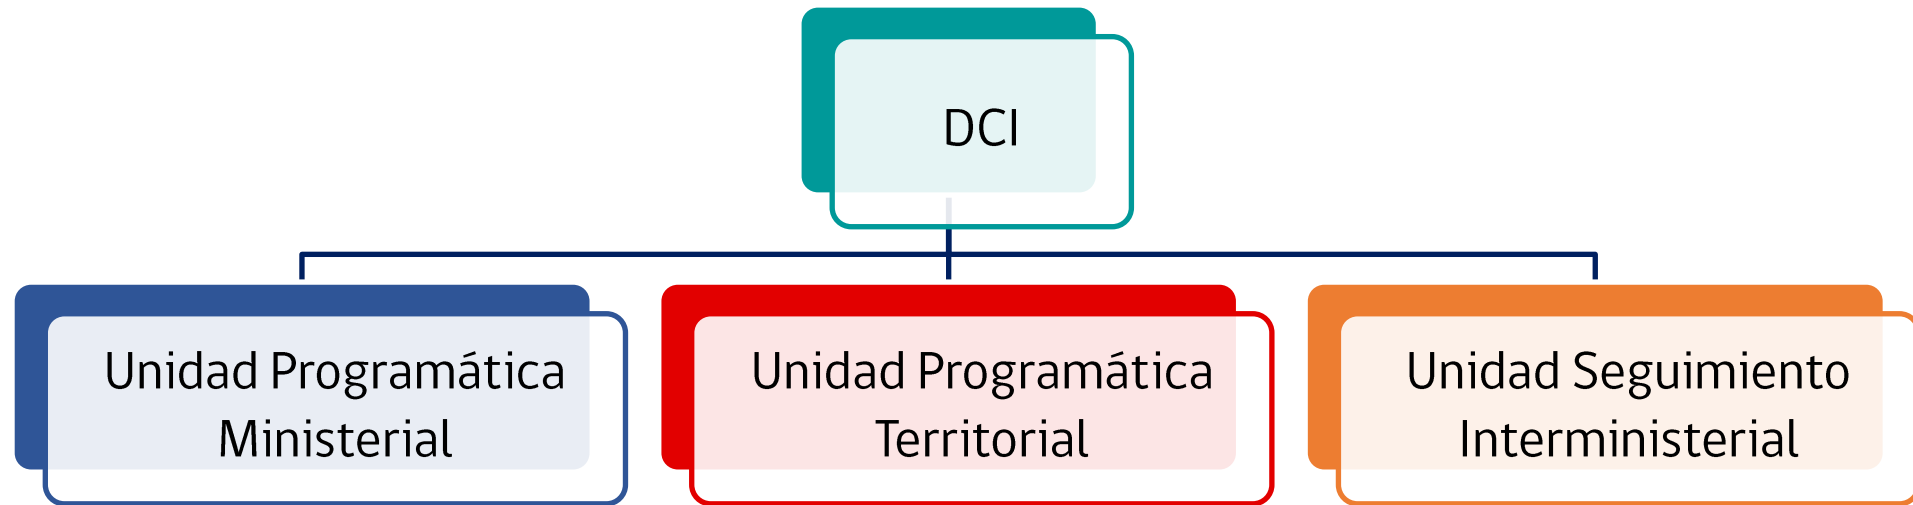 DCI
Unidad Programática
Ministerial
Unidad Programática
Territorial
Unidad Seguimiento
Interministerial